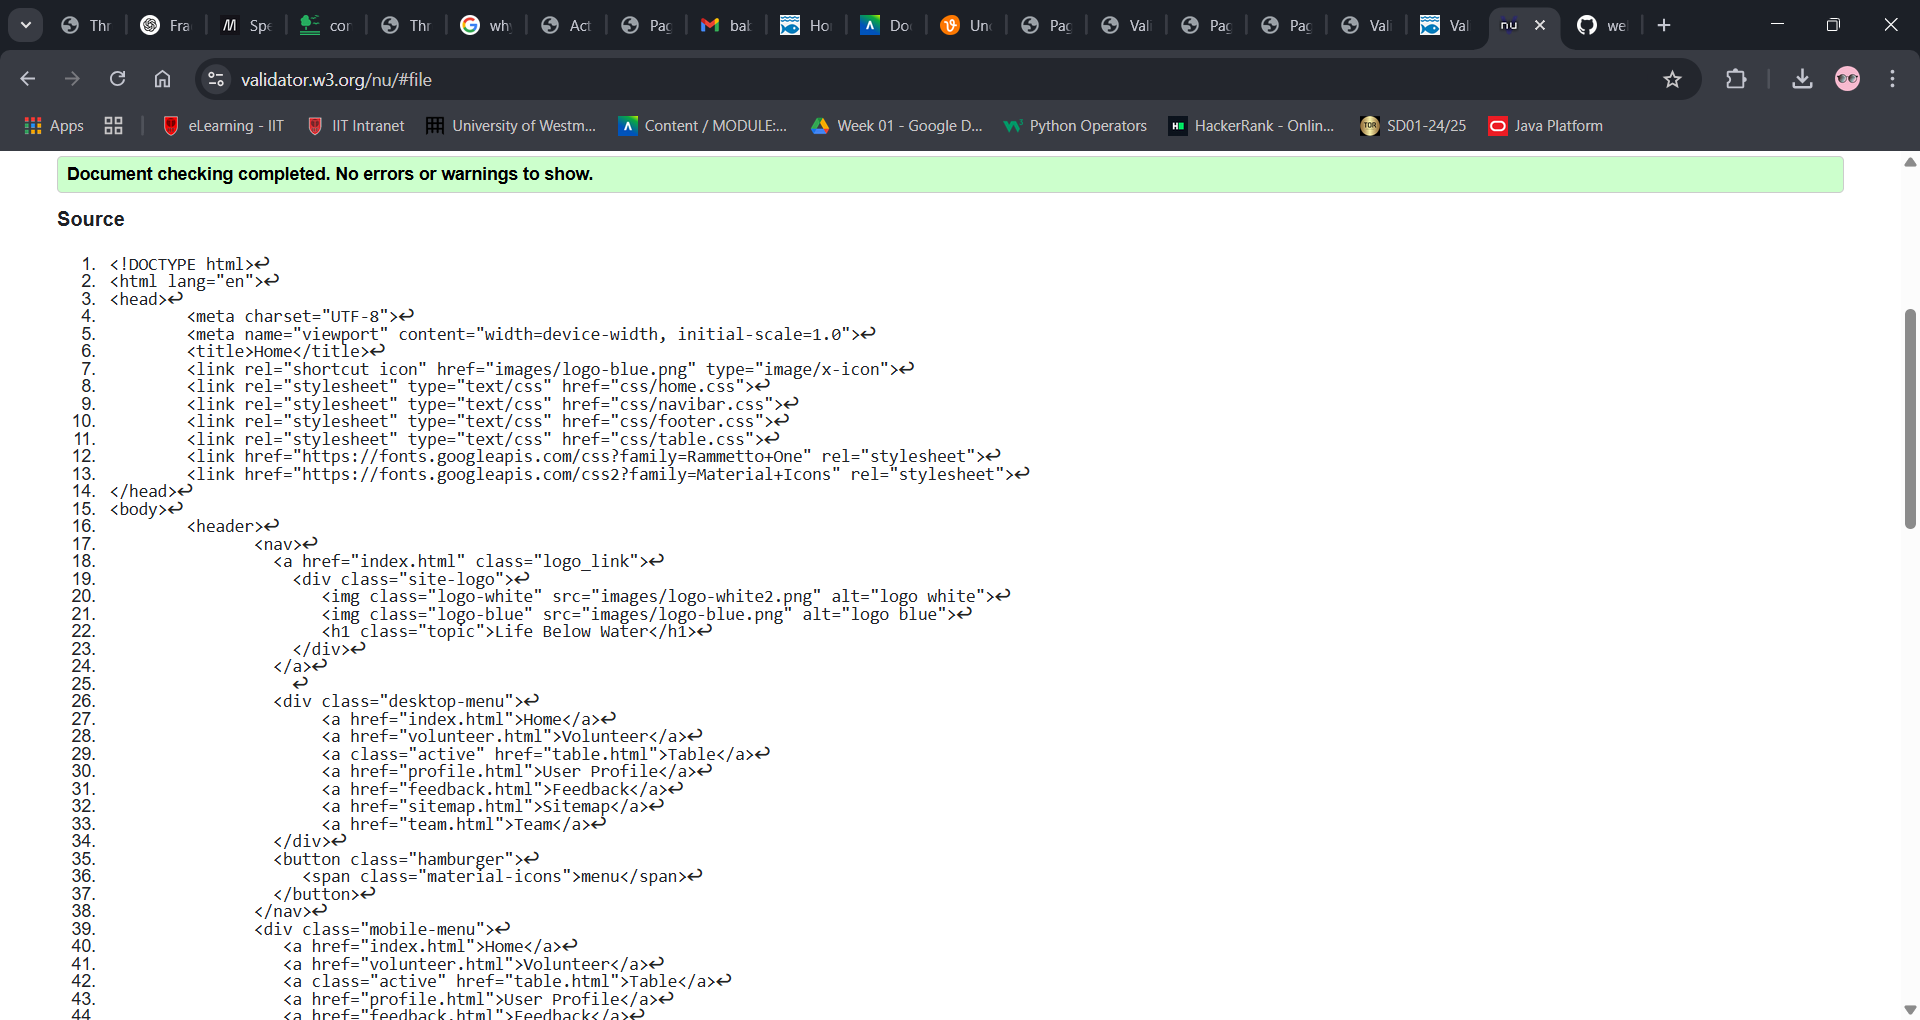 Thr
Fra
Spe
cor
Thr
why
Act
Pag
bab
Ho
Do
Un
Pag
Vali
Pag
Pag
Vali
Val
nu
wel
validator.w3.org/nu/#file
Apps
eLearning - IIT
IIT Intranet
University of Westm...
Content / MODULE:...
Week 01 - Google D...
Python Operators
HackerRank - Onlin...
SD01-24/25
Java Platform
Document checking completed. No errors or warnings to show.
Source
1. <!DOCTYPE html>↩
2. <html lang="en">↩
3. <head>↩
4. <meta charset="UTF-8">↩
5. <meta name="viewport" content="width=device-width, initial-scale=1.0">↩
6. <title>Home</title>↩
7. <link rel="shortcut icon" href="images/logo-blue.png" type="image/x-icon">↩
8. <link rel="stylesheet" type="text/css" href="css/home.css">↩
9. <link rel="stylesheet" type="text/css" href="css/navibar.css">↩
10. <link rel="stylesheet" type="text/css" href="css/footer.css">↩
11. <link rel="stylesheet" type="text/css" href="css/table.css">↩
12. <link href="https://fonts.googleapis.com/css?family=Rammetto+One" rel="stylesheet">↩
13. <link href="https://fonts.googleapis.com/css2?family=Material+Icons" rel="stylesheet">↩
14. </head>↩
15. <body>↩
16. <header>↩
17. <nav>↩
18. <a href="index.html" class="logo_link">↩
19. <div class="site-logo">↩
20. <img class="logo-white" src="images/logo-white2.png" alt="logo white">↩
21. <img class="logo-blue" src="images/logo-blue.png" alt="logo blue">↩
22. <h1 class="topic">Life Below Water</h1>↩
23. </div>↩
24. </a>↩
25. ↩
26. <div class="desktop-menu">↩
27. <a href="index.html">Home</a>↩
28. <a href="volunteer.html">Volunteer</a>↩
29. <a class="active" href="table.html">Table</a>↩
30. <a href="profile.html">User Profile</a>↩
31. <a href="feedback.html">Feedback</a>↩
32. <a href="sitemap.html">Sitemap</a>↩
33. <a href="team.html">Team</a>↩
34. </div>↩
35. <button class="hamburger">↩
36. <span class="material-icons">menu</span>↩
37. </button>↩
38. </nav>↩
39. <div class="mobile-menu">↩
40. <a href="index.html">Home</a>↩
41. <a href="volunteer.html">Volunteer</a>↩
42. <a class="active" href="table.html">Table</a>↩
43. <a href="profile.html">User Profile</a>↩
44. <a href="feedback.html">Feedback</a>↩